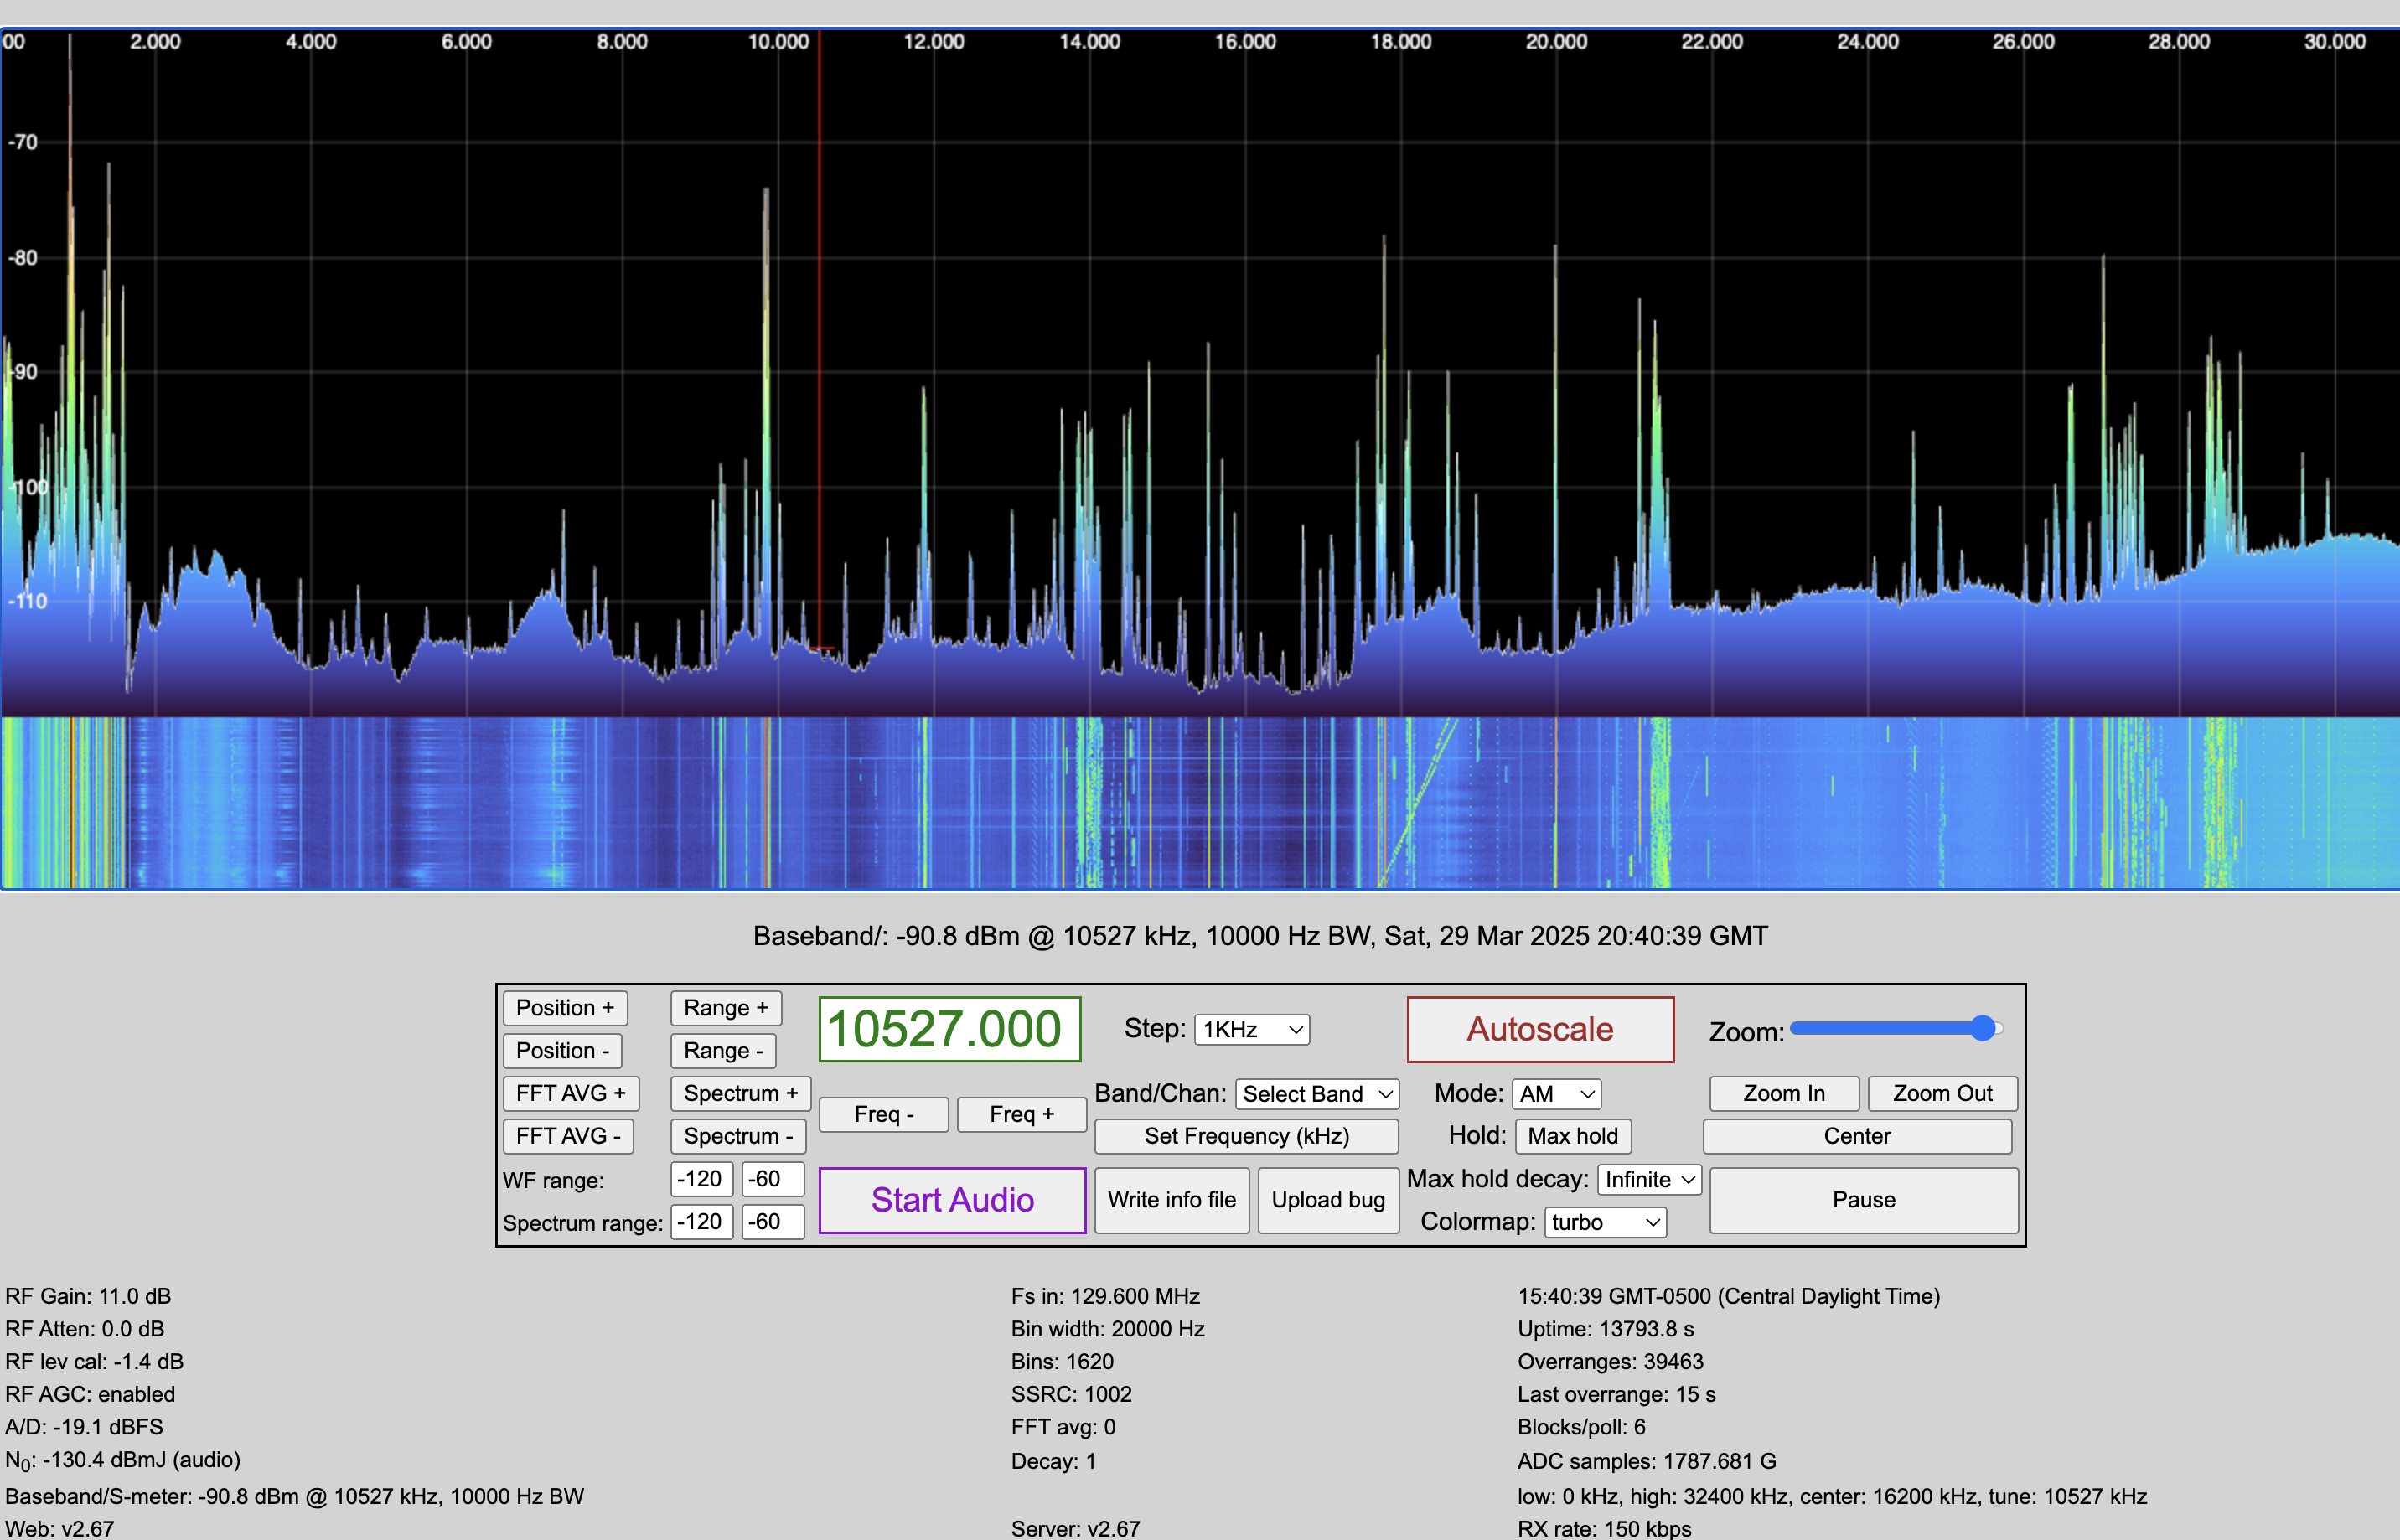 00 2.000 4.000 6.000 8.000 10.000 12.000 14.000 16.000 18.000 20.000 22.000 24.000 26.000 28.000 30.000
-70
-80
-90
-100
-110
Baseband/: -90.8 dBm @ 10527 kHz, 10000 Hz BW, Sat, 29 Mar 2025 20:40:39 GMT
Position + Range + 10527.000 Step: 1KHz Autoscale Zoom:
Position - Range -
FFT AVG + Spectrum + Freq - Freq + Band/Chan: Select Band Mode: AM Zoom In Zoom Out
FFT AVG - Spectrum - Set Frequency (kHz) Hold: Max hold Center
WF range: -120 -60 Start Audio Write info file Upload bug Max hold decay: Infinite Pause
Spectrum range: -120 -60 Colormap: turbo
RF Gain: 11.0 dB Fs in: 129.600 MHz 15:40:39 GMT-0500 (Central Daylight Time)
RF Atten: 0.0 dB Bin width: 20000 Hz Uptime: 13793.8 s
RF lev cal: -1.4 dB Bins: 1620 Overranges: 39463
RF AGC: enabled SSRC: 1002 Last overrange: 15 s
A/D: -19.1 dBFS FFT avg: 0 Blocks/poll: 6
N0: -130.4 dBmJ (audio) Decay: 1 ADC samples: 1787.681 G
Baseband/S-meter: -90.8 dBm @ 10527 kHz, 10000 Hz BW low: 0 kHz, high: 32400 kHz, center: 16200 kHz, tune: 10527 kHz
Web: v2.67 Server: v2.67 RX rate: 150 kbps